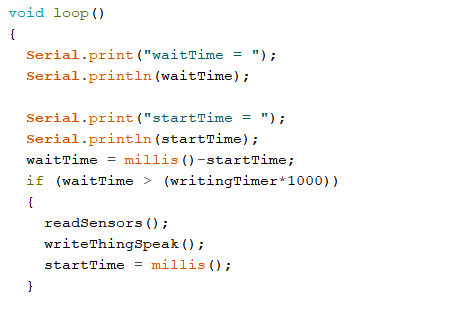 void loop()
{
  Serial.print("waitTime = ");
  Serial.println(waitTime);

  Serial.print("startTime = ");
  Serial.println(startTime);
  waitTime = millis()-startTime;
  if (waitTime > (writingTimer*1000))
  {
    readSensors();
    writeThingSpeak();
    startTime = millis();
  }